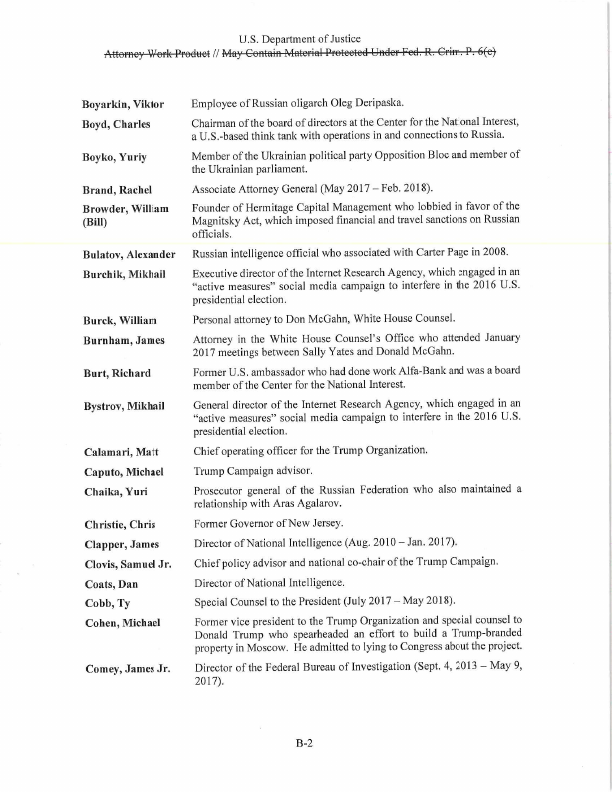 U.S. Department of Justice
Attorney Work Product // May Contain Material Protected Under Fed. R. Crim. P. 6(e)
Boyarkin, Viktor Employee of Russian oligarch Oleg Deripaska.
Boyd, Charles Chairman of the board of directors at the Center for the National Interest,
a U.S.-based think tank with operations in and connections to Russia.
Boyko, Yuriy Member of the Ukrainian political party Opposition Bloc and member of
the Ukrainian parliament.
Brand, Rachel Associate Attorney General (May 2017 – Feb. 2018).
Browder, William Founder of Hermitage Capital Management who lobbied in favor of the
(Bill) Magnitsky Act, which imposed financial and travel sanctions on Russian
officials.
Bulatov, Alexander Russian intelligence official who associated with Carter Page in 2008.
Burchik, Mikhail Executive director of the Internet Research Agency, which engaged in an
“active measures” social media campaign to interfere in the 2016 U.S.
presidential election.
Burck, William Personal attorney to Don McGahn, White House Counsel.
Burnham, James Attorney in the White House Counsel’s Office who attended January
2017 meetings between Sally Yates and Donald McGahn.
Burt, Richard Former U.S. ambassador who had done work Alfa-Bank and was a board
member of the Center for the National Interest.
Bystrov, Mikhail General director of the Internet Research Agency, which engaged in an
“active measures” social media campaign to interfere in the 2016 U.S.
presidential election.
Calamari, Matt Chief operating officer for the Trump Organization.
Caputo, Michael Trump Campaign advisor.
Chaika, Yuri Prosecutor general of the Russian Federation who also maintained a
relationship with Aras Agalarov.
Christie, Chris Former Governor of New Jersey.
Clapper, James Director of National Intelligence (Aug. 2010 – Jan. 2017).
Clovis, Samuel Jr. Chief policy advisor and national co-chair of the Trump Campaign.
Coats, Dan Director of National Intelligence.
Cobb, Ty Special Counsel to the President (July 2017 – May 2018).
Cohen, Michael Former vice president to the Trump Organization and special counsel to
Donald Trump who spearheaded an effort to build a Trump-branded
property in Moscow. He admitted to lying to Congress about the project.
Comey, James Jr. Director of the Federal Bureau of Investigation (Sept. 4, 2013 – May 9,
2017).
B-2